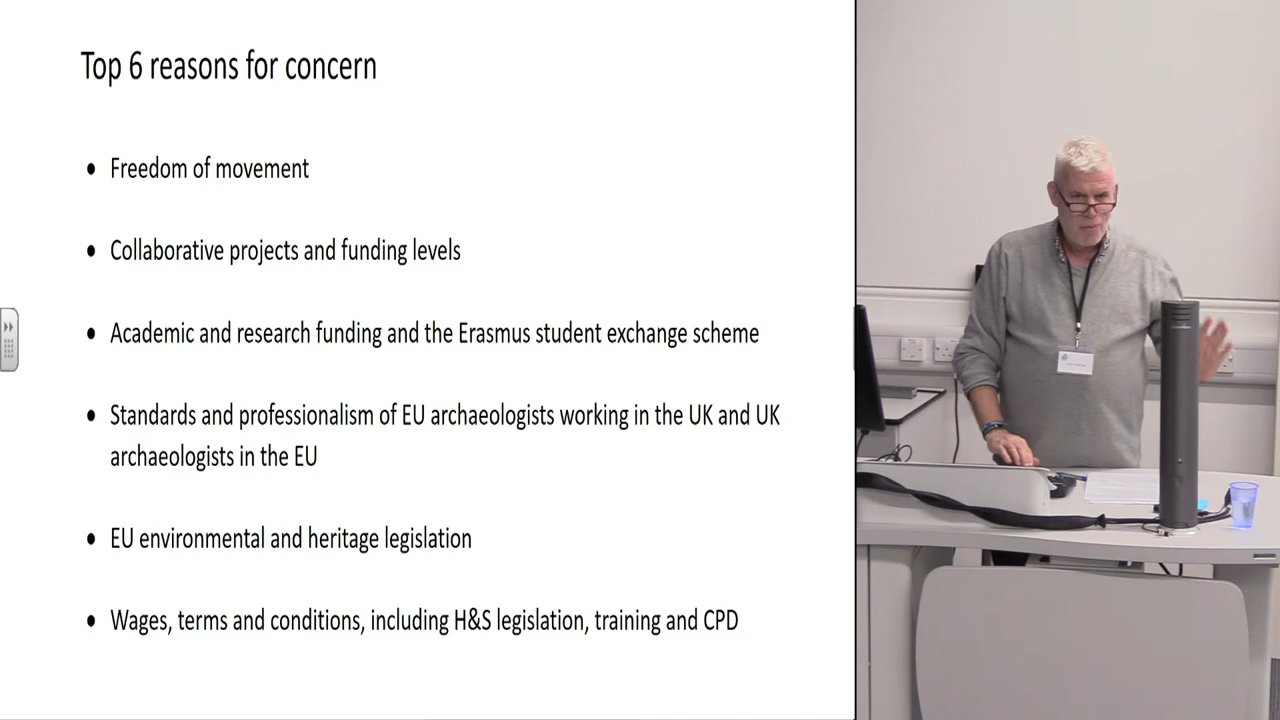 Top 6 reasons for concern
• Freedom of movement
• Collaborative projects and funding levels
• Academic and research funding and the Erasmus student exchange scheme
• Standards and professionalism of EU archaeologists working in the UK and UK
archaeologists in the EU
• EU environmental and heritage legislation
• Wages, terms and conditions, including H&S legislation, training and CPD